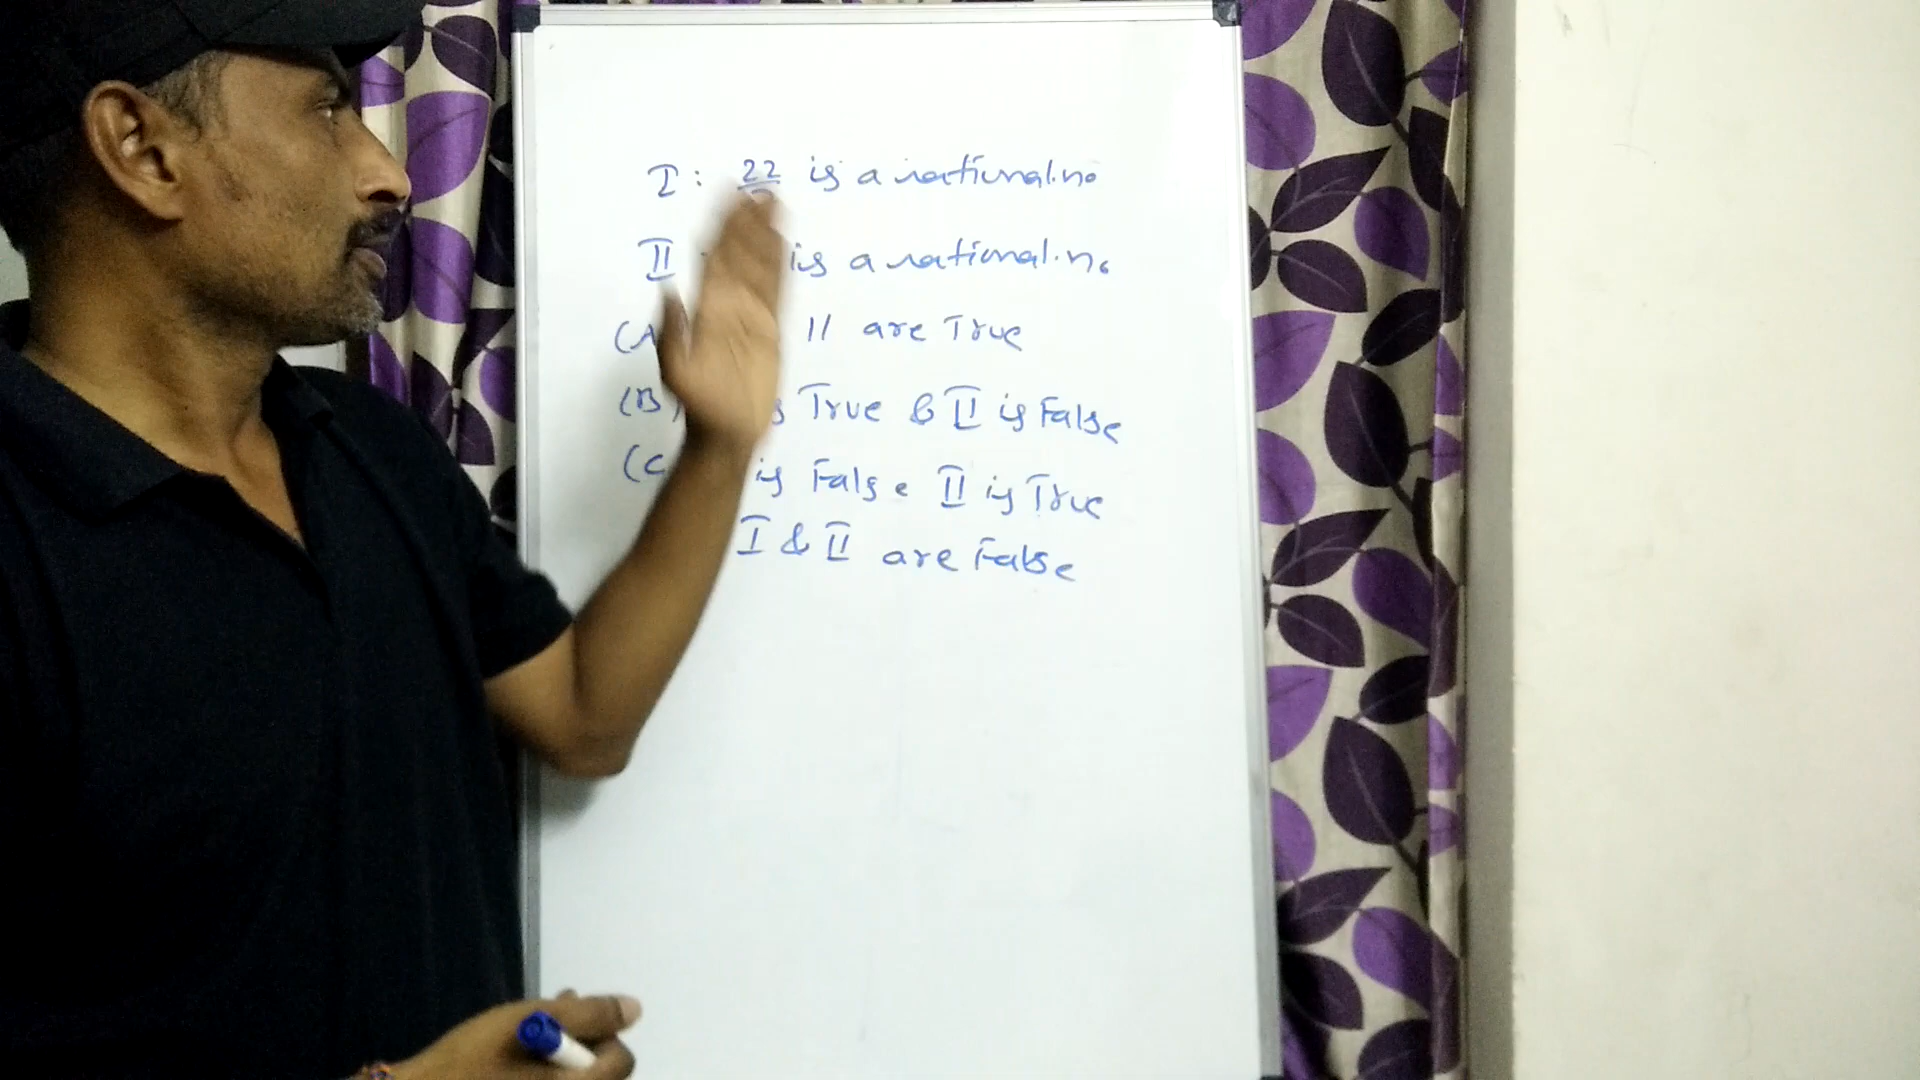 I: 22 is a rational.no
II is a rational.no
(A II are True
(B) True & II is False
(C is False II is True
I & II are False